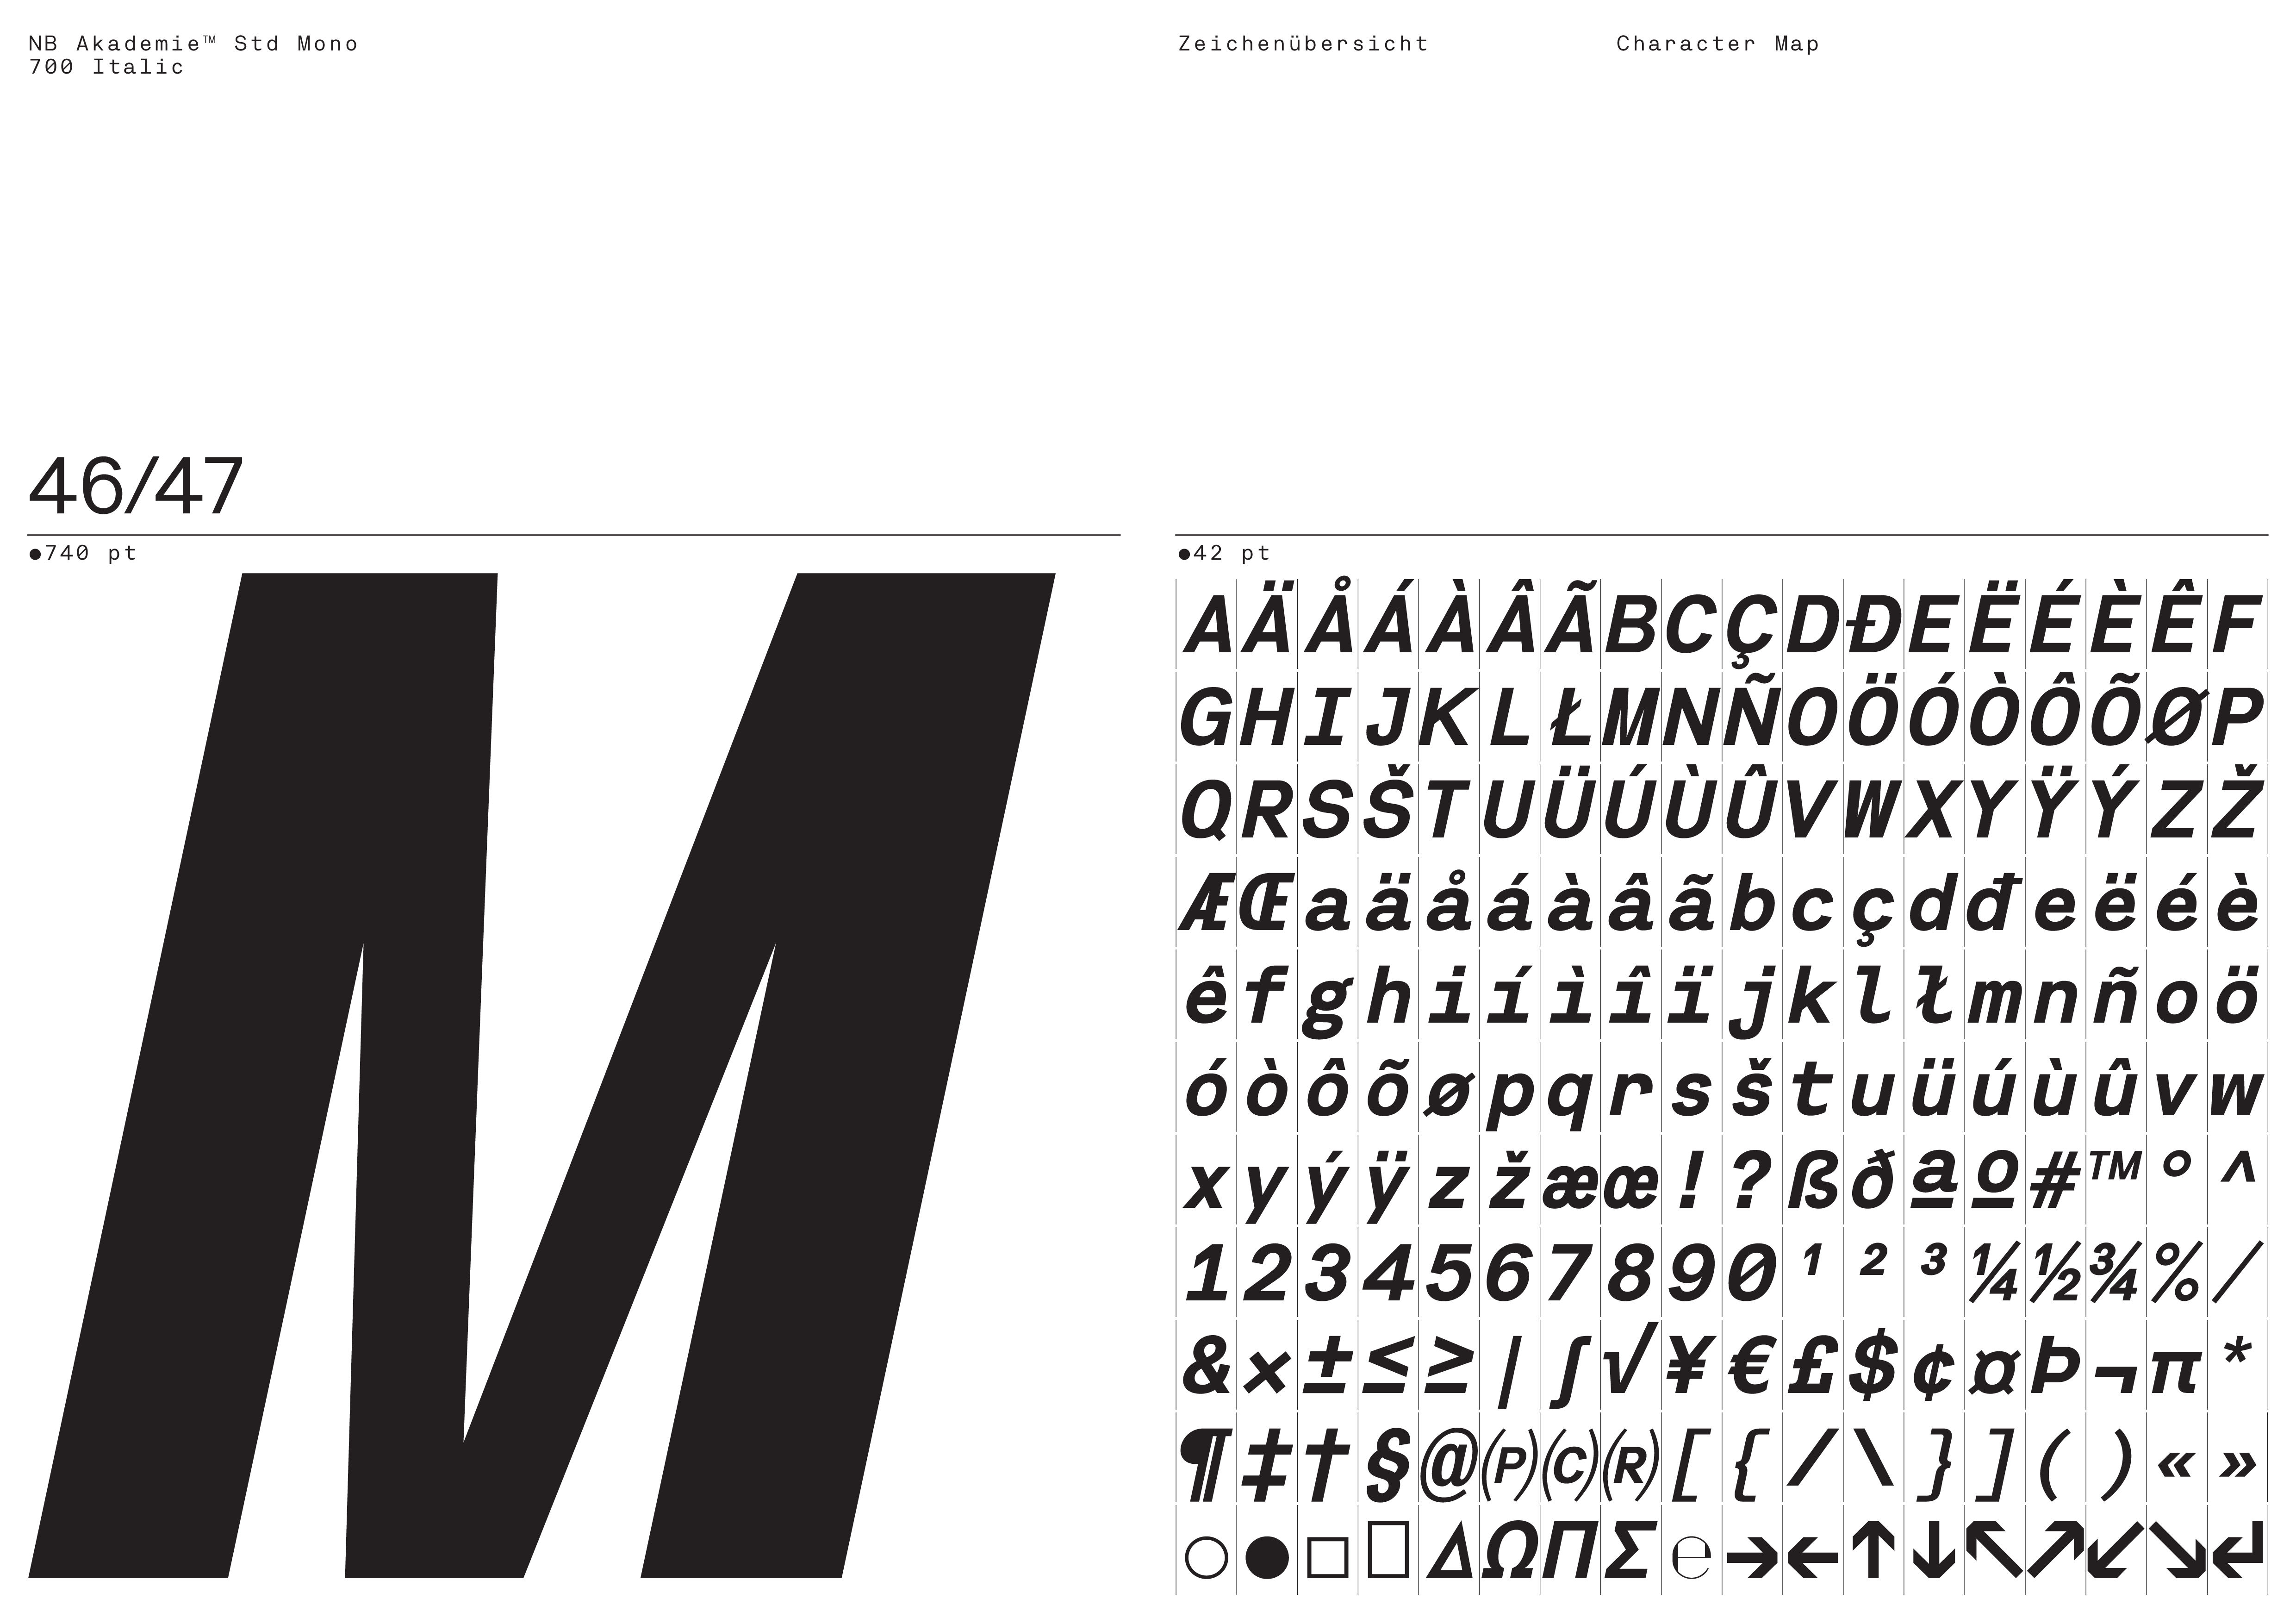 NB Akademie™ Std Mono
700 Italic
Zeichenübersicht
Character Map
46/47
●740 pt
M
●42 pt
A Ä Å Á À Â Ã B C Ç D Đ E Ë É È Ê F
G H I J K L Ł M N Ñ O Ö Ó Ò Ô Õ Ø P
Q R S Š T U Ü Ú Ù Û V W X Y Ÿ Ý Z Ž
Æ Œ a ä å á à â ã b c ç d đ e ë é è
ê f g h i í ì î ï j k l ł m n ñ o ö
ó ò ô õ ø p q r s š t u ü ú ù û v w
x y ý ÿ z ž æ œ ! ? ß ð ª º # ™ ° ^
1 2 3 4 5 6 7 8 9 0 ¹ ² ³ ¼ ½ ¾ % ⁄
& × ± ≤ ≥ | ∫ √ ¥ € £ $ ¢ ¤ Þ ¬ π *
¶ ‡ † § @ ℗ © ® [ { / \ } ] ( ) « »
○ ● □ ▯ Δ Ω Π Σ ℮ → ← ↑ ↓ ↖ ↗ ↙ ↘ ↵